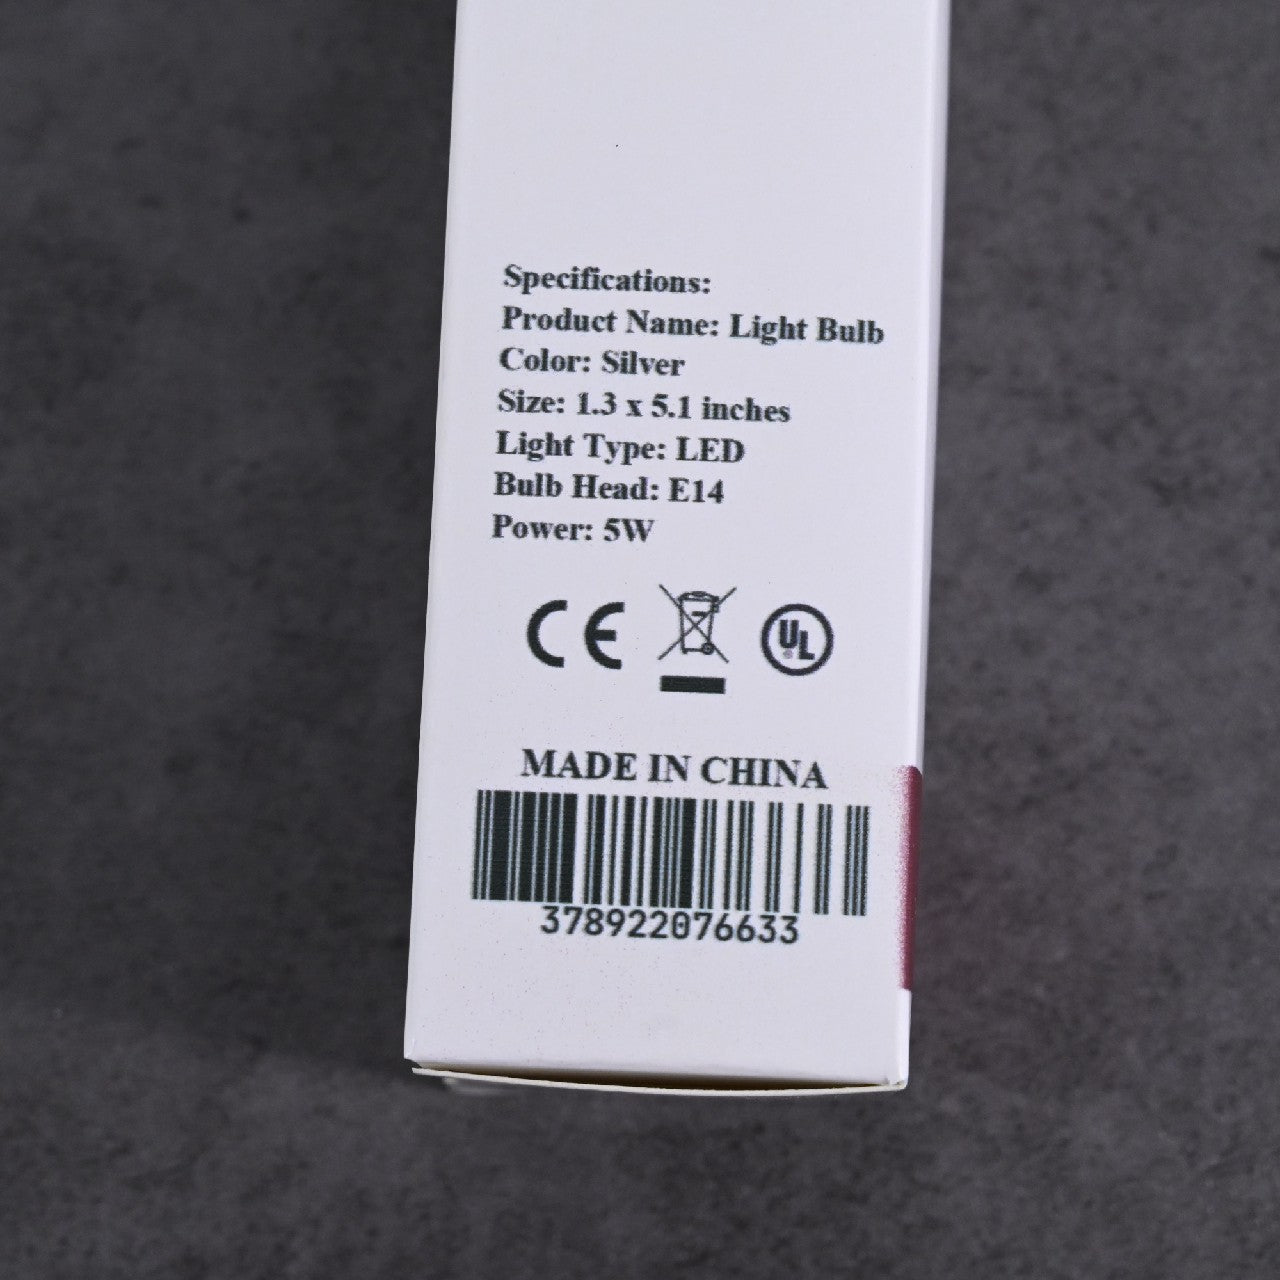 Specifications:
Product Name: Light Bulb
Color: Silver
Size: 1.3 x 5.1 inches
Light Type: LED
Bulb Head: E14
Power: 5W
CE
UL
MADE IN CHINA
378922076633